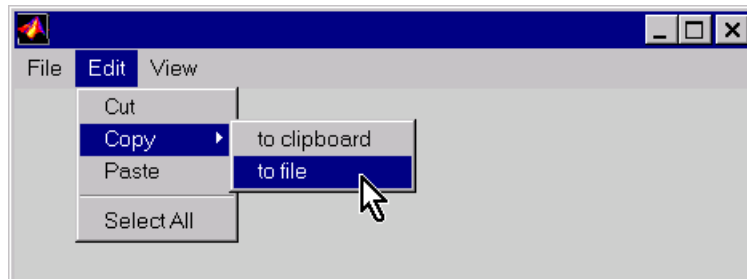 File Edit View
Cut
Copy
to clipboard
Paste
to file
Select All